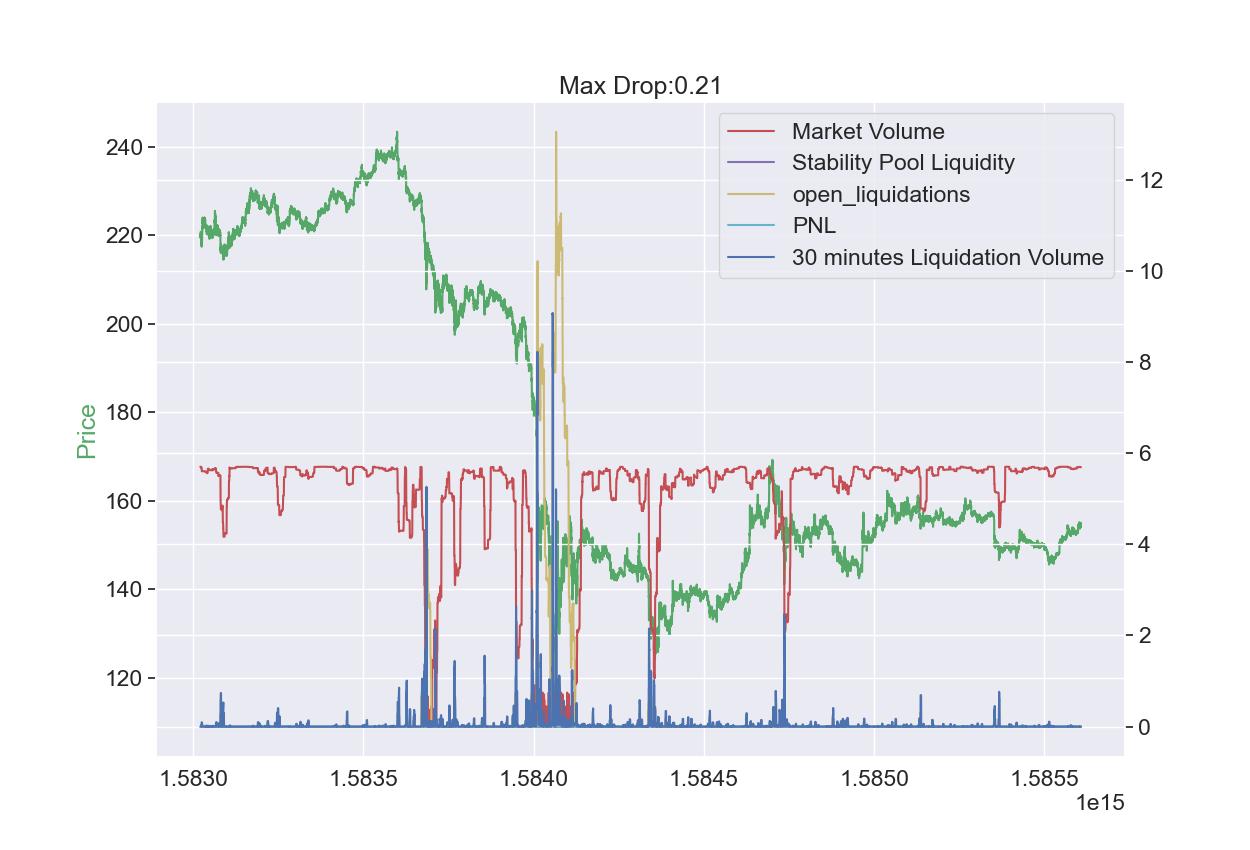 Max Drop:0.21
Market Volume
Stability Pool Liquidity
open_liquidations
PNL
30 minutes Liquidation Volume
Price
240
220
200
180
160
140
120
12
10
8
6
4
2
0
1.5830 1.5835 1.5840 1.5845 1.5850 1.5855
1e15